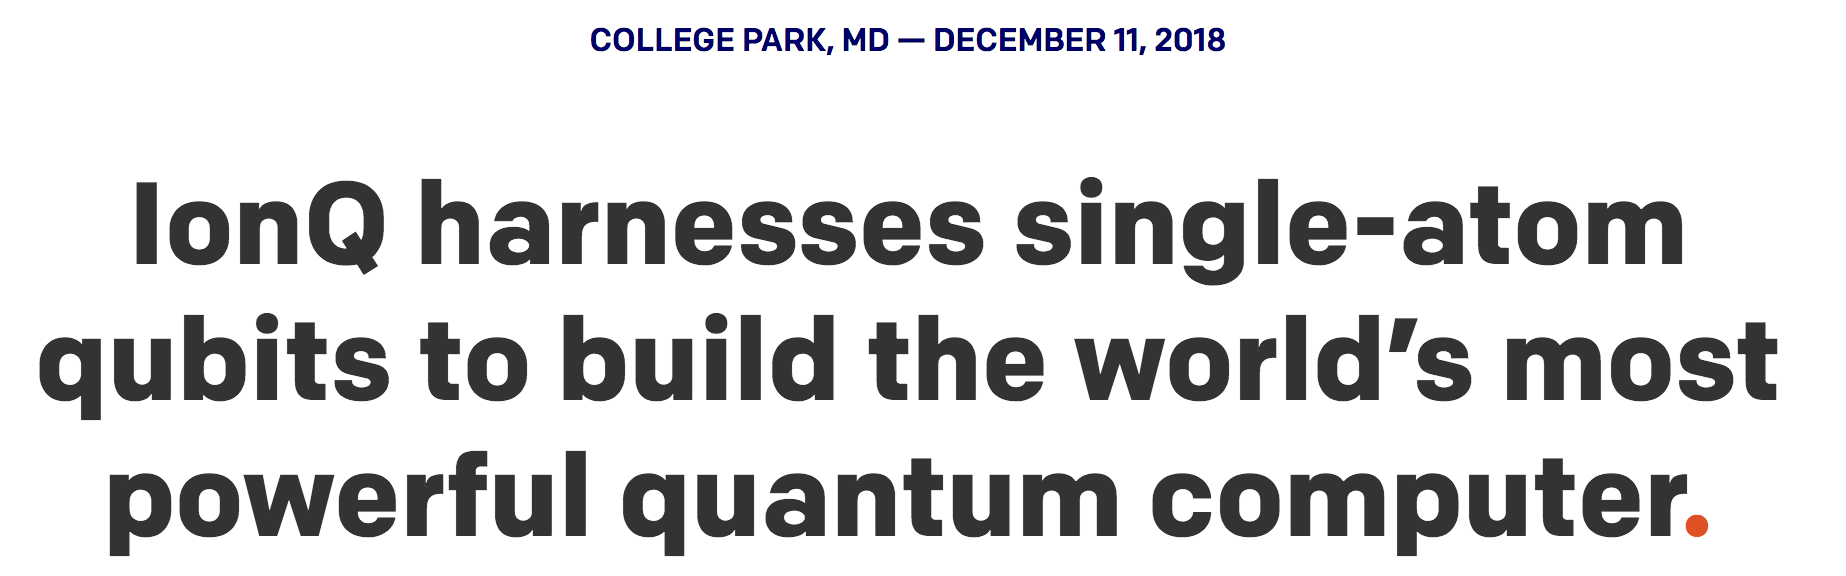 COLLEGE PARK, MD — DECEMBER 11, 2018
IonQ harnesses single-atom
qubits to build the world’s most
powerful quantum computer.